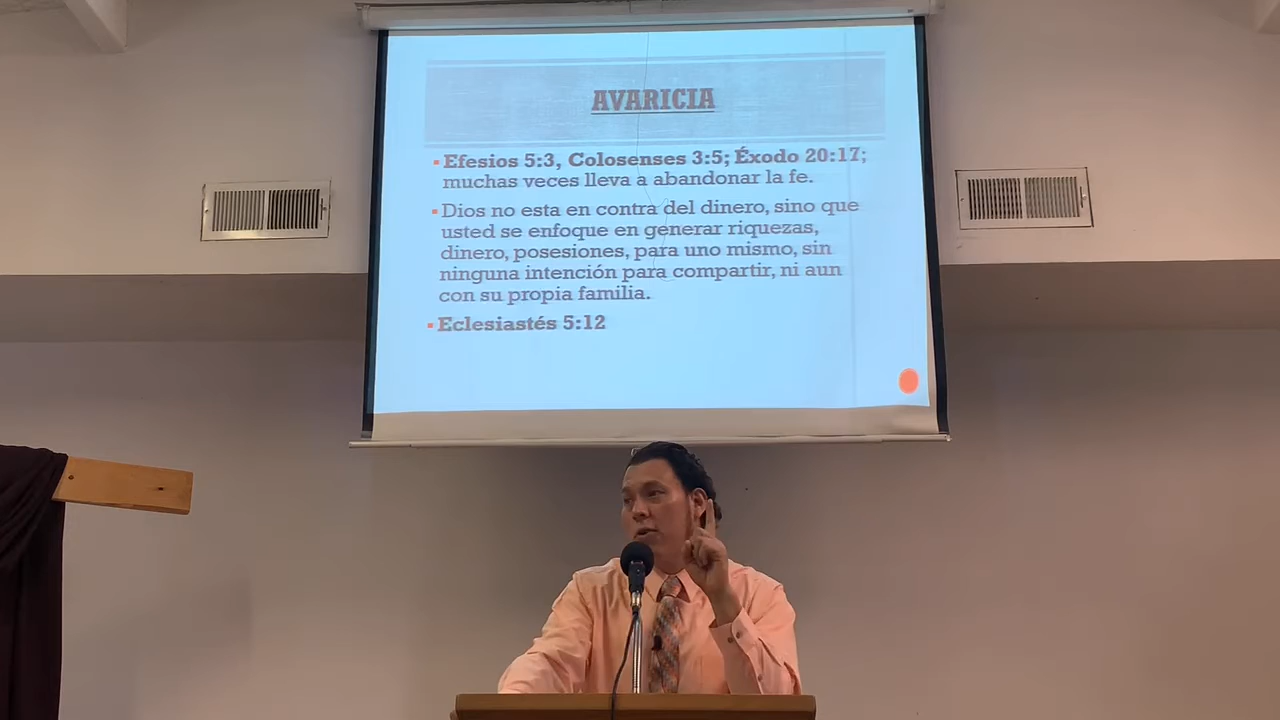 AVARICIA
▪Efesios 5:3, Colosenses 3:5; Éxodo 20:17;
muchas veces lleva a abandonar la fe.
▪Dios no esta en contra del dinero, sino que
usted se enfoque en generar riquezas,
dinero, posesiones, para uno mismo, sin
ninguna intención para compartir, ni aun
con su propia familia.
▪Eclesiastés 5:12